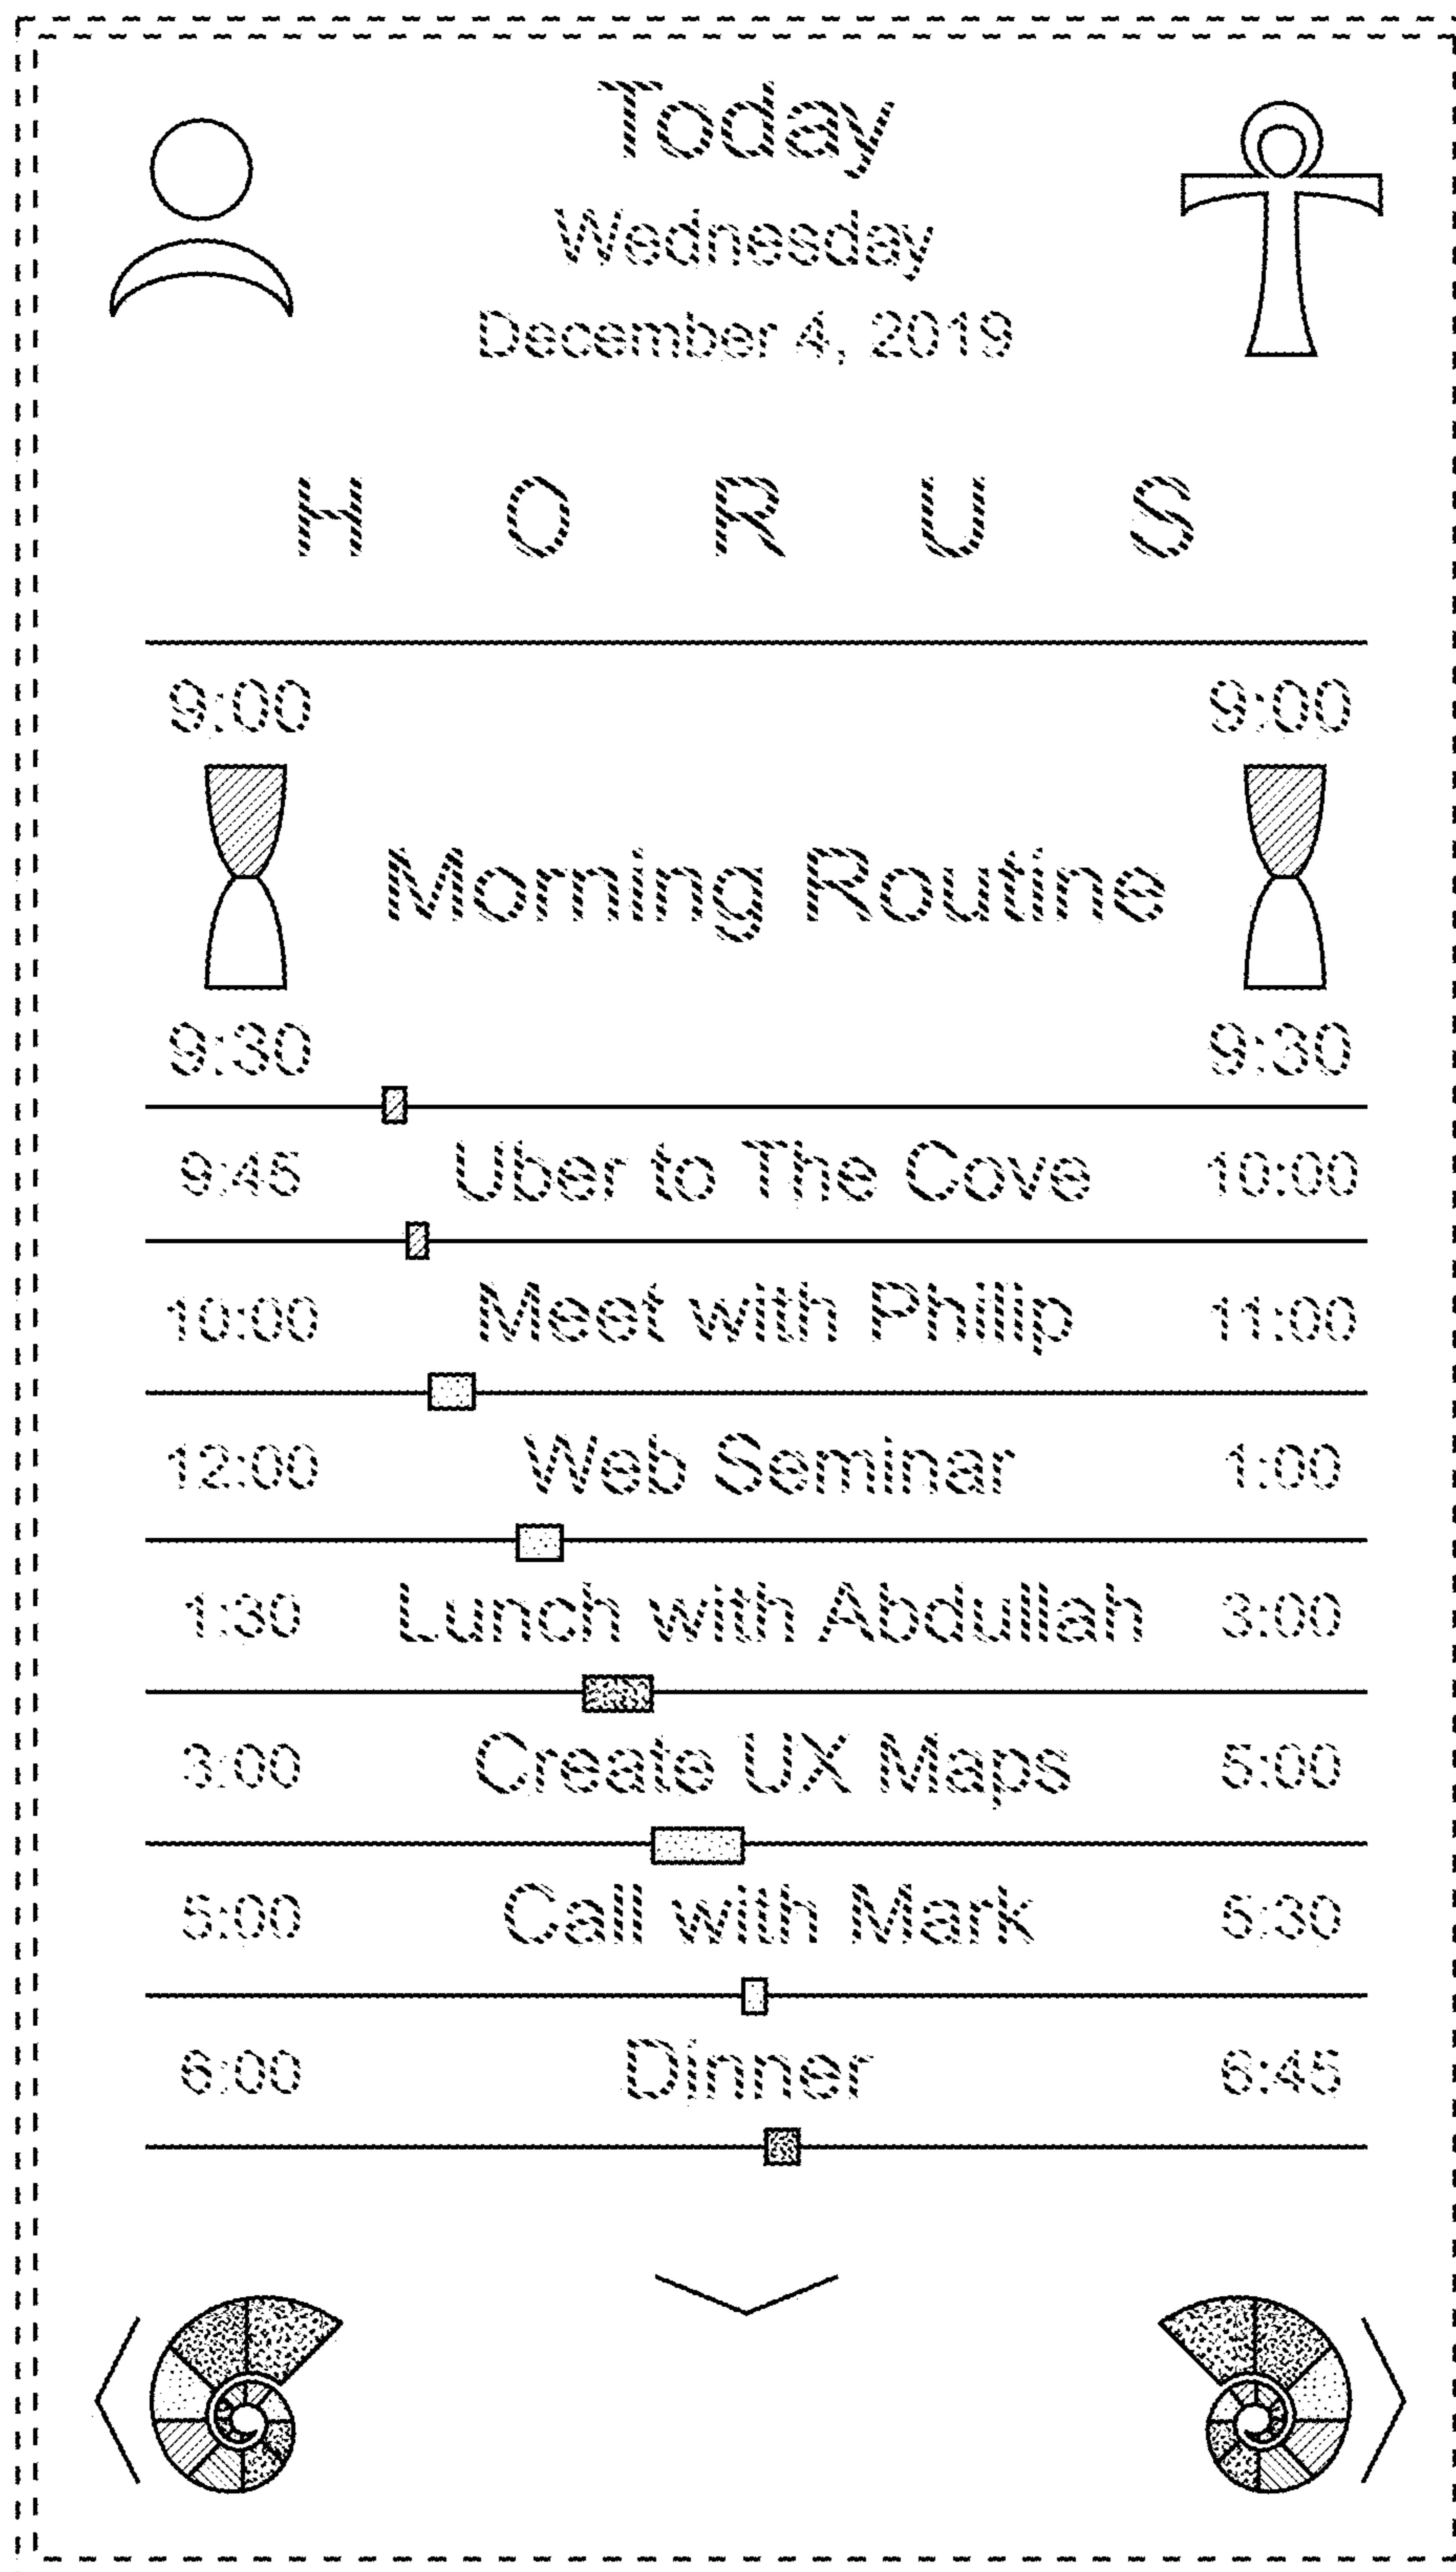 Today
Wednesday
December 4, 2019
H O R U S
9:00 9:00
Morning Routine
9:30 9:30
9:45 Uber to The Cove 10:00
10:00 Meet with Philip 11:00
12:00 Web Seminar 1:00
1:30 Lunch with Abdullah 3:00
3:00 Create UX Maps 5:00
5:00 Call with Mark 5:30
6:00 Dinner 6:45